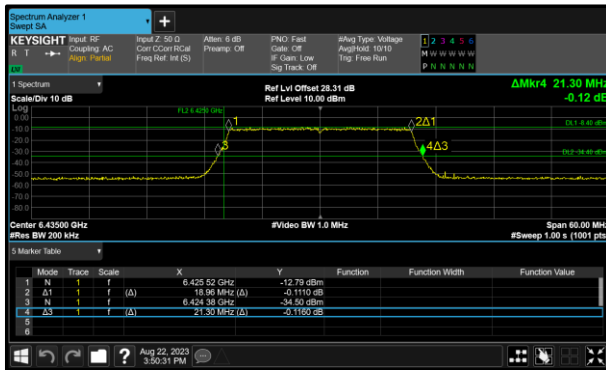 Spectrum Analyzer 1
Swept SA
KEYSIGHT Input: RF Input Z: 50 Ω Atten: 6 dB PNO: Fast #Avg Type: Voltage 1 2 3 4 5 6
R T Coupling: AC Corr CCorr RCal Preamp: Off Gate: Off Avg|Hold: 10/10 M W W W W W
Align: Partial Freq Ref: Int (S) IF Gain: Low Trig: Free Run P N N N N N
Sig Track: Off
1 Spectrum Ref Lvl Offset 28.31 dB ΔMkr4 21.30 MHz
Scale/Div 10 dB Ref Level 10.00 dBm -0.12 dB
Log
0.00 FL2 6.4250 GHz 1 2Δ1
-10.0 DL1 -8.40 dBm
-20.0
-30.0 3 4Δ3 DL2 -34.40 dBm
-40.0
-50.0
-60.0
-70.0
-80.0
Center 6.43500 GHz #Video BW 1.0 MHz Span 60.00 MHz
#Res BW 200 kHz #Sweep 1.00 s (1001 pts)
5 Marker Table
Mode Trace Scale X Y Function Function Width Function Value
1 N 1 f 6.425 52 GHz -12.79 dBm
2 Δ1 1 f (Δ) 18.96 MHz (Δ) -0.1110 dB
3 N 1 f 6.424 38 GHz -34.50 dBm
4 Δ3 1 f (Δ) 21.30 MHz (Δ) -0.1160 dB
5
6
? Aug 22, 2023
3:50:31 PM